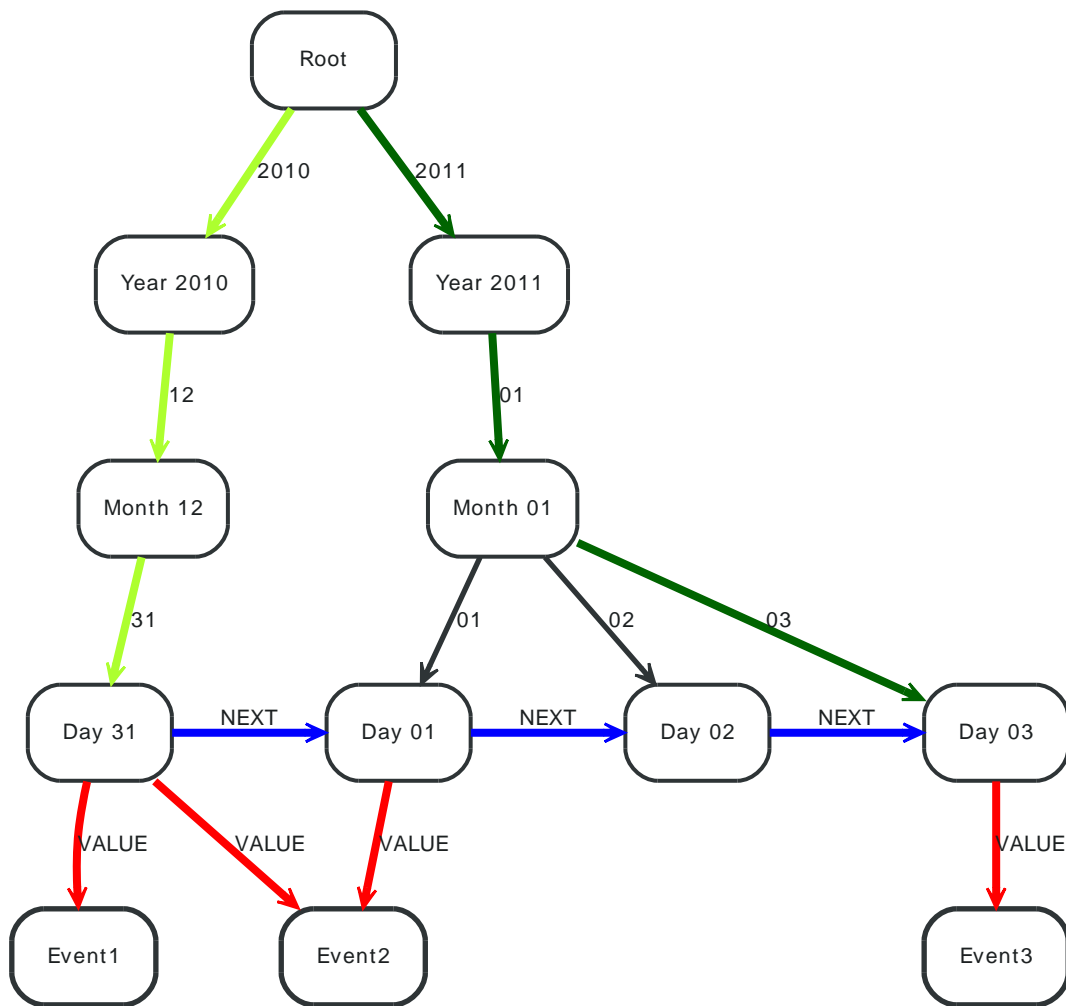 Root
2010
2011
Year 2010
Year 2011
12
01
Month 12
Month 01
31
01
02
03
Day 31
NEXT
Day 01
NEXT
Day 02
NEXT
Day 03
VALUE
VALUE
VALUE
VALUE
Event1
Event2
Event3